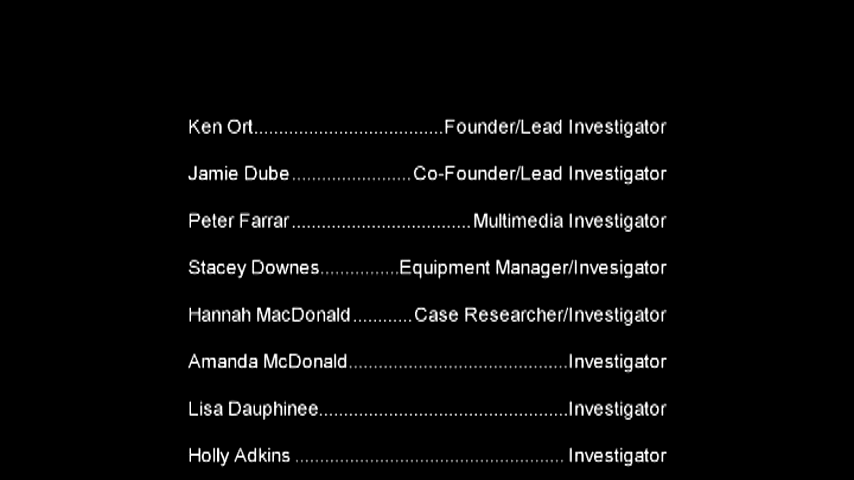 Ken Ort......................................Founder/Lead Investigator
Jamie Dube........................Co-Founder/Lead Investigator
Peter Farrar....................................Multimedia Investigator
Stacey Downes................Equipment Manager/Invesigator
Hannah MacDonald............Case Researcher/Investigator
Amanda McDonald............................................Investigator
Lisa Dauphinee..................................................Investigator
Holly Adkins ...................................................... Investigator